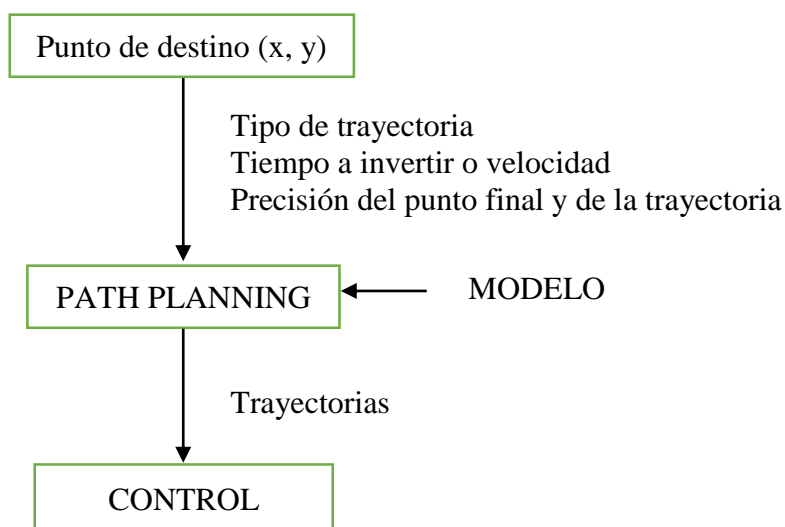 Punto de destino (x, y)
Tipo de trayectoria
Tiempo a invertir o velocidad
Precisión del punto final y de la trayectoria
PATH PLANNING
MODELO
Trayectorias
CONTROL